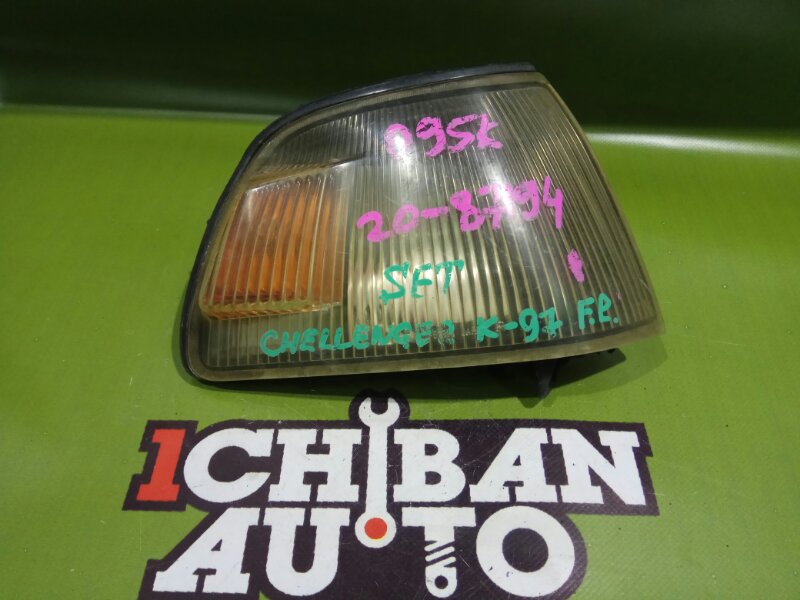 095K
20-8794
SET
CHELLENGER K-97 F.R.
1CHIBAN
AUTO